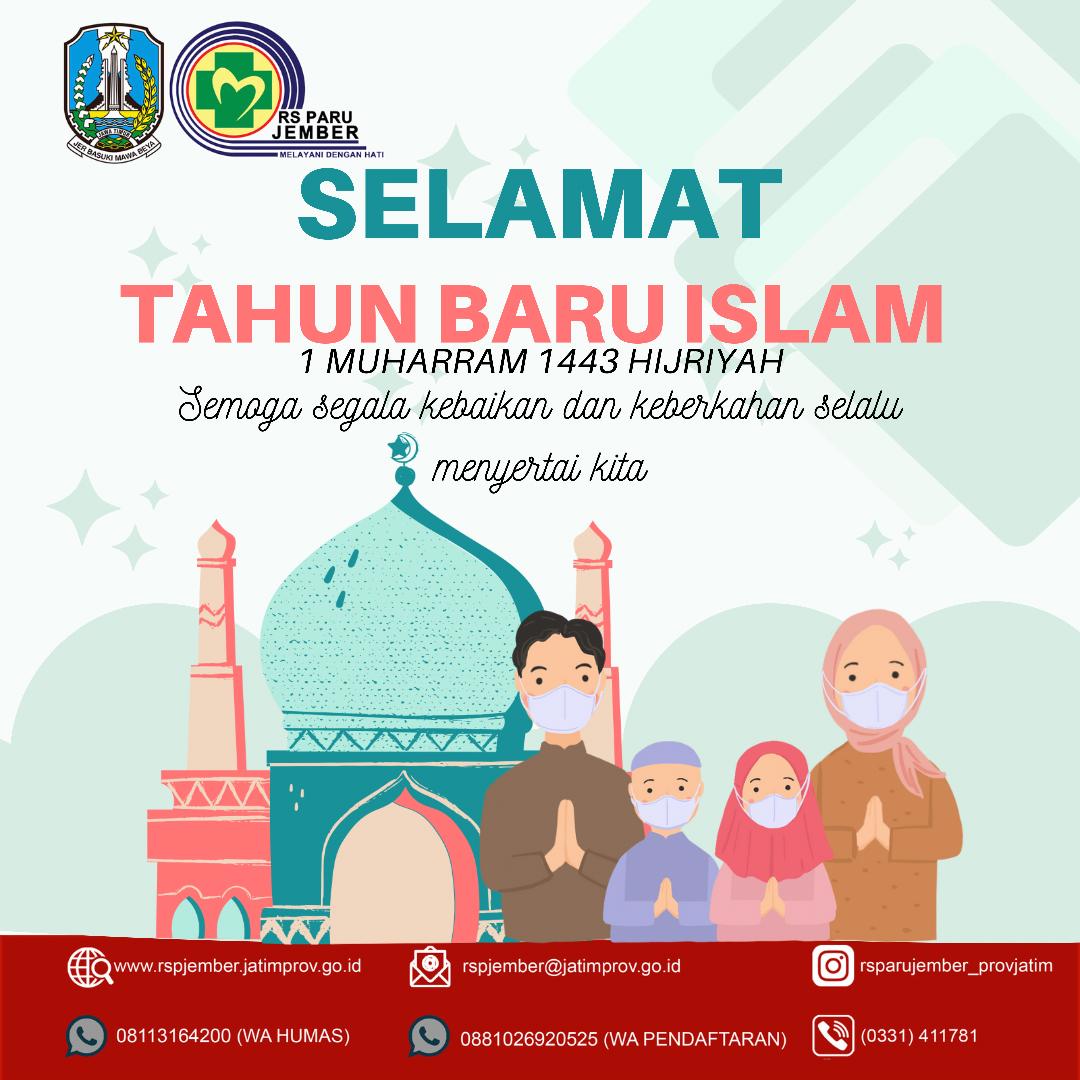 JAWA TIMUR
JER BASUKI MAWA BEYA
RS PARU
JEMBER
MELAYANI DENGAN HATI
SELAMAT
TAHUN BARU ISLAM
1 MUHARRAM 1443 HIJRIYAH
Semoga segala kebaikan dan keberkahan selalu
menyertai kita
www.rspjember.jatimprov.go.id
rspjember@jatimprov.go.id
rsparujember_provjatim
08113164200 (WA HUMAS)
0881026920525 (WA PENDAFTARAN)
(0331) 411781